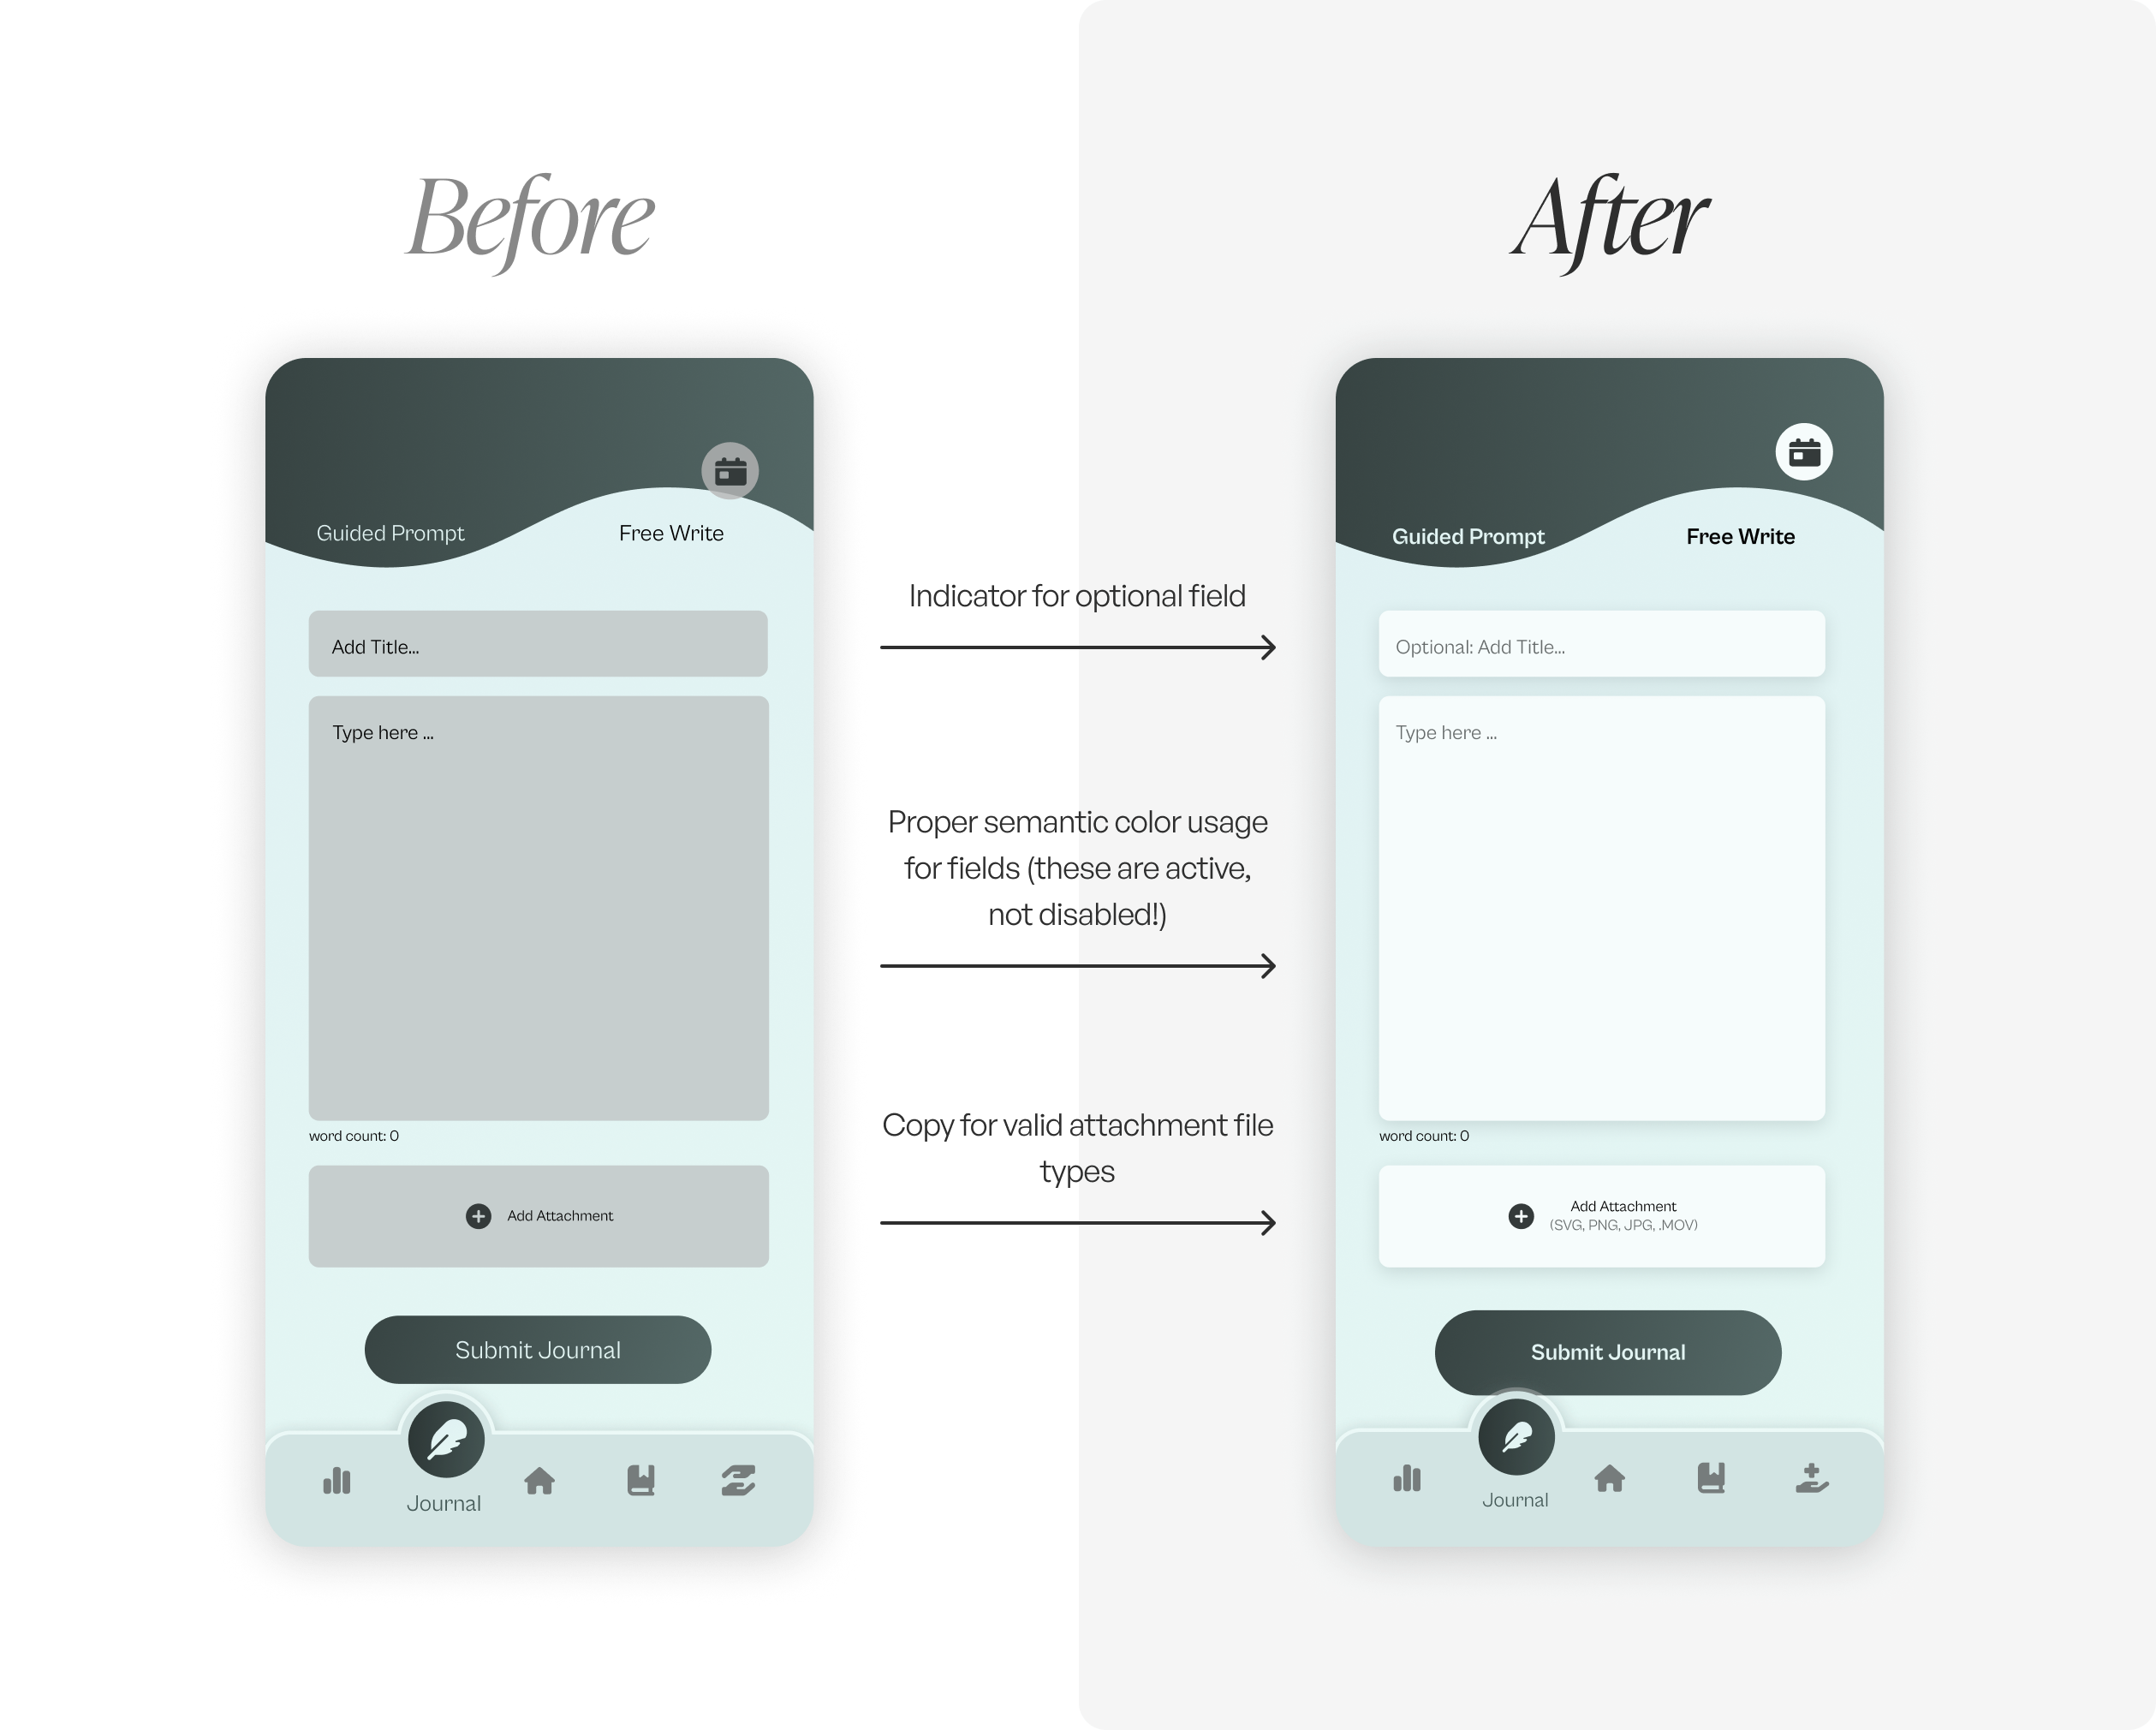 Before
After
Guided Prompt
Free Write
Add Title...
Type here ...
word count: 0
Add Attachment
Submit Journal
Journal
Indicator for optional field
Proper semantic color usage
for fields (these are active,
not disabled!)
Copy for valid attachment file
types
Guided Prompt
Free Write
Optional: Add Title...
Type here ...
word count: 0
Add Attachment
(SVG, PNG, JPG, .MOV)
Submit Journal
Journal